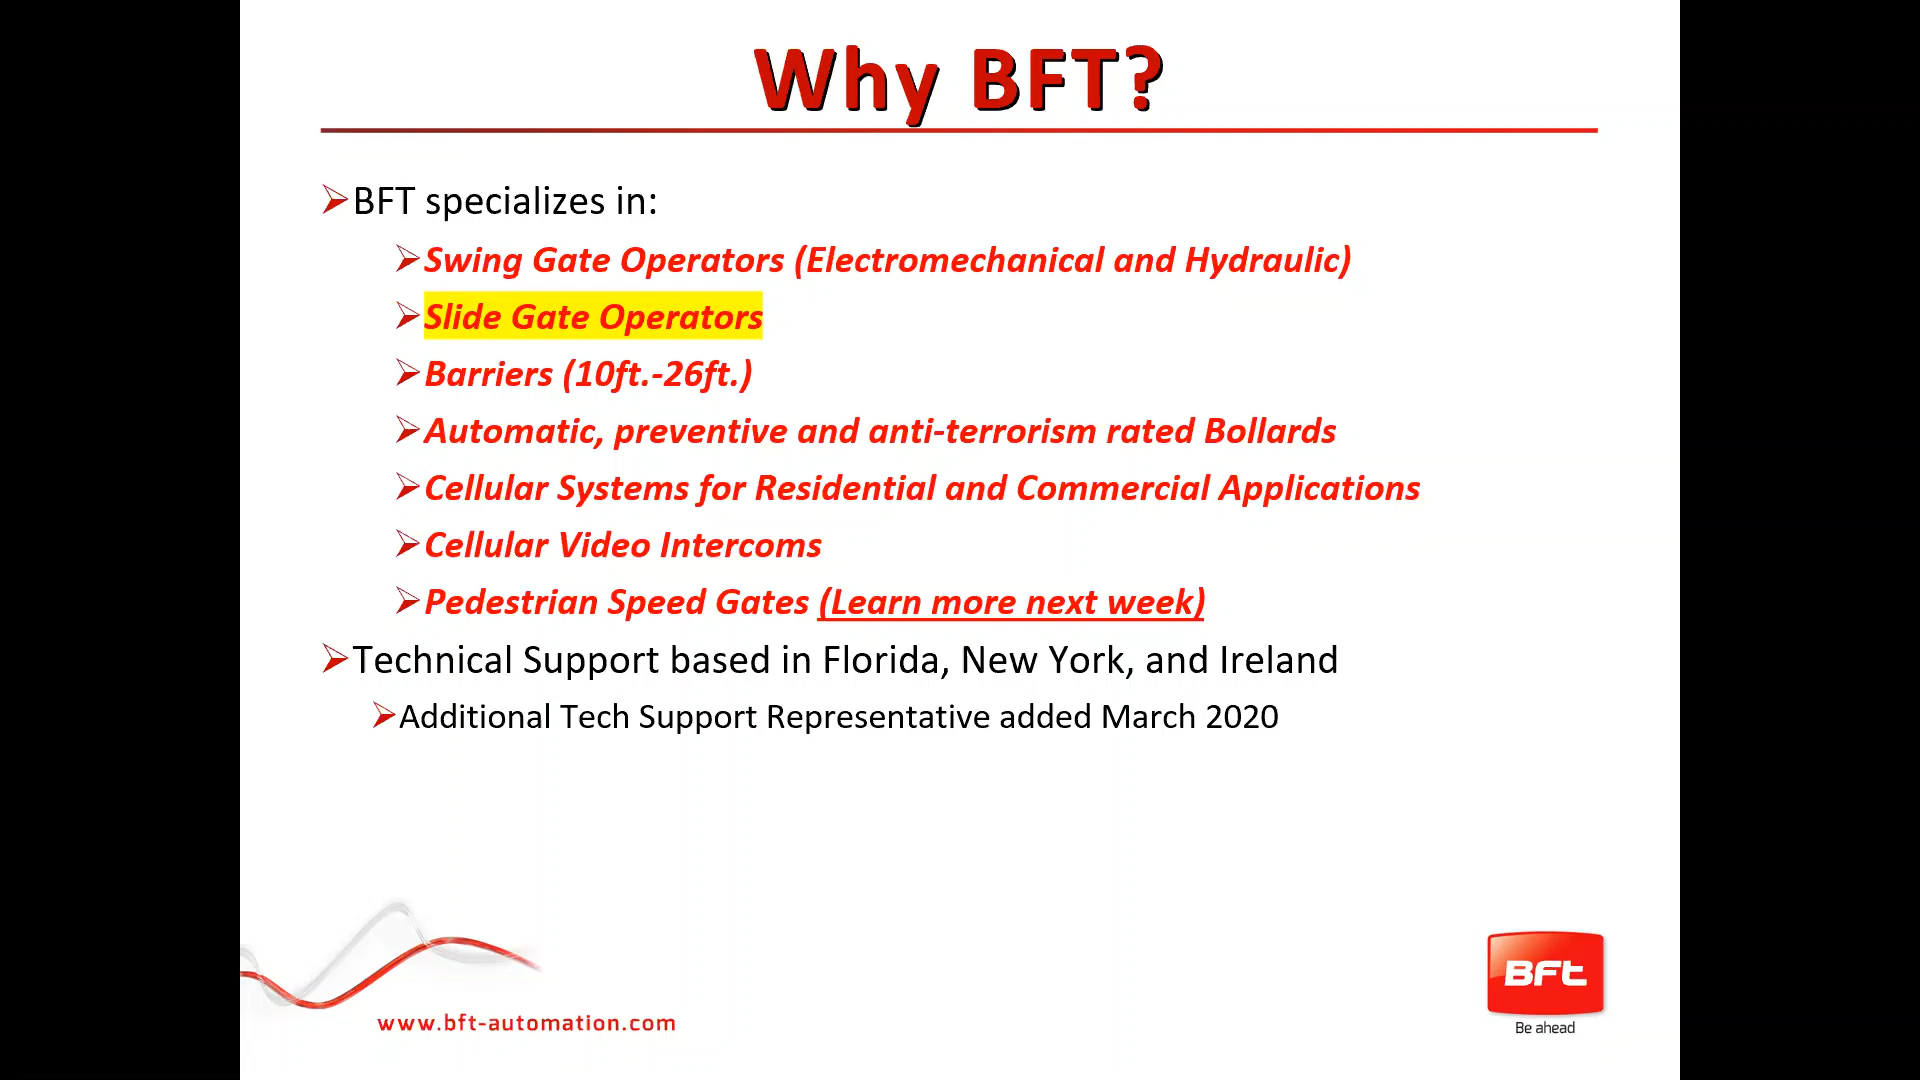 Why BFT?
BFT specializes in:
Swing Gate Operators (Electromechanical and Hydraulic)
Slide Gate Operators
Barriers (10ft.-26ft.)
Automatic, preventive and anti-terrorism rated Bollards
Cellular Systems for Residential and Commercial Applications
Cellular Video Intercoms
Pedestrian Speed Gates (Learn more next week)
Technical Support based in Florida, New York, and Ireland
Additional Tech Support Representative added March 2020
www.bft-automation.com
BFt
Be ahead